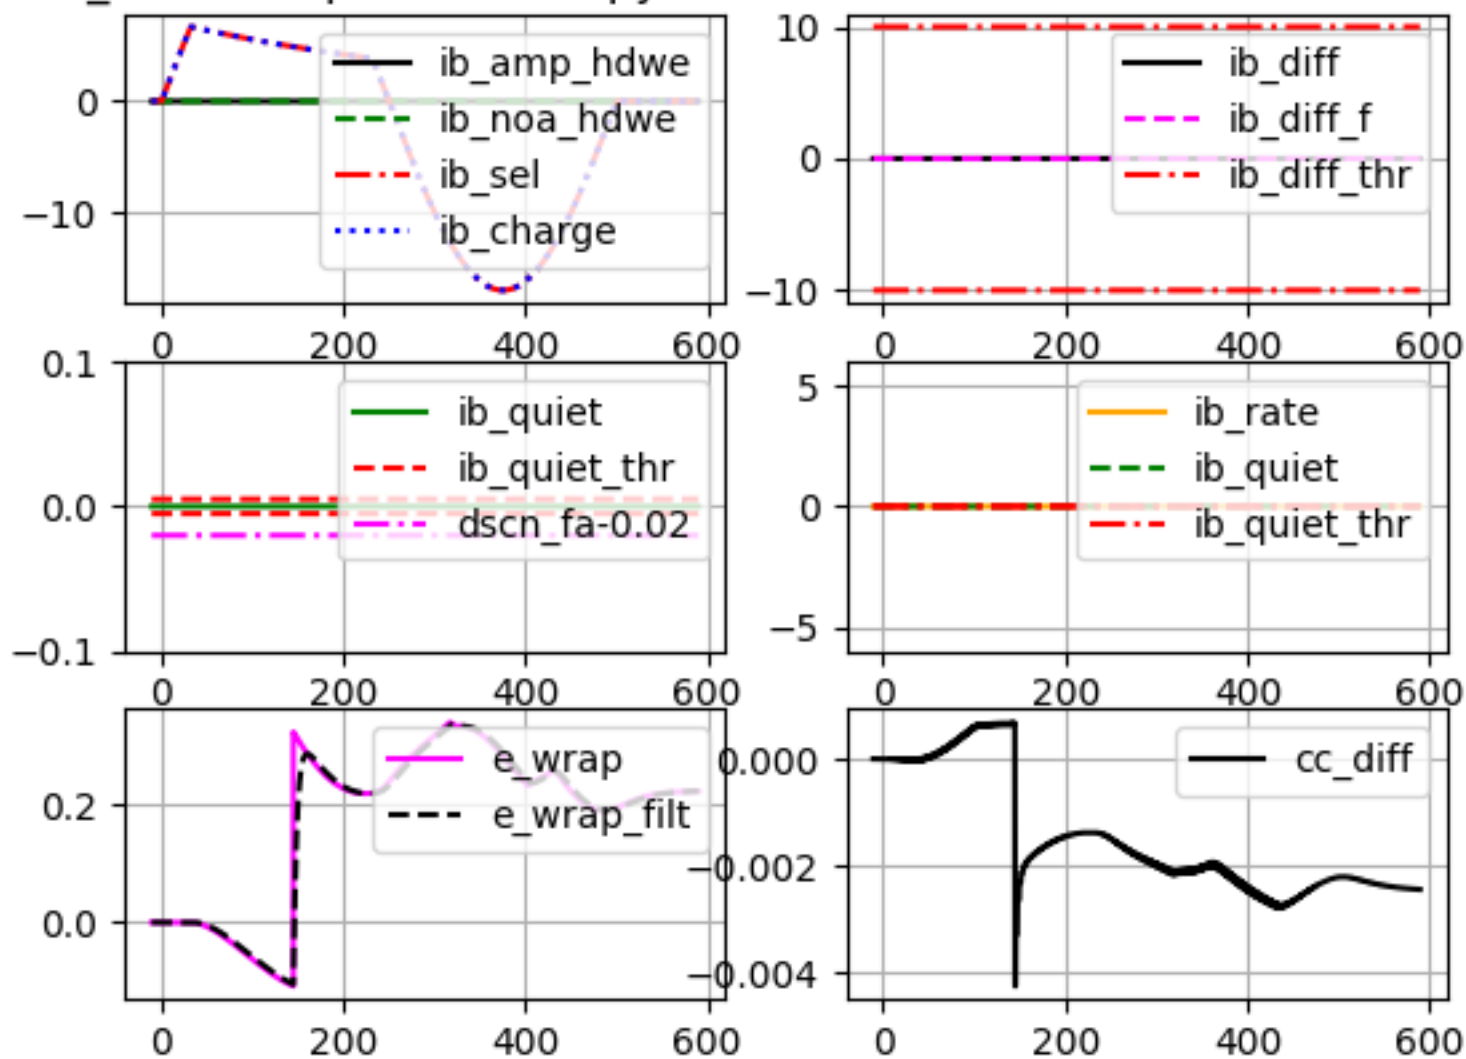 0
−10
ib_amp_hdwe
ib_noa_hdwe
ib_sel
ib_charge
0 200 400 600
10
0
−10
ib_diff
ib_diff_f
ib_diff_thr
0 200 400 600
0.1
0.0
−0.1
ib_quiet
ib_quiet_thr
dscn_fa-0.02
0 200 400 600
5
0
−5
ib_rate
ib_quiet
ib_quiet_thr
0 200 400 600
0.2
0.0
e_wrap
e_wrap_filt
0 200 400 600
0.000
−0.002
−0.004
cc_diff
0 200 400 600